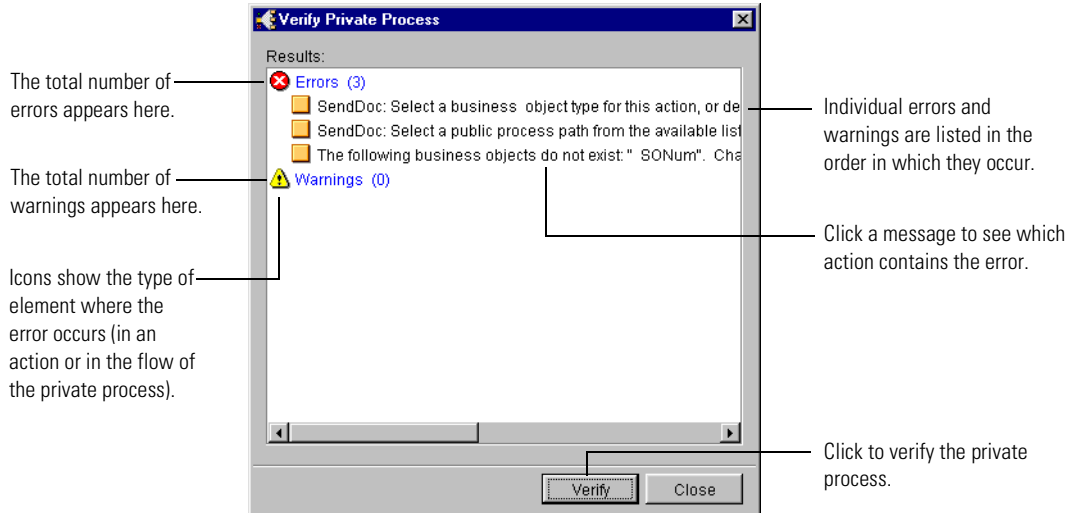 Verify Private Process
Results:
Errors (3)
SendDoc: Select a business object type for this action, or de
SendDoc: Select a public process path from the available list
The following business objects do not exist: " SONum". Cha
Warnings (0)
Verify
Close
The total number of
errors appears here.
The total number of
warnings appears here.
Icons show the type of
element where the
error occurs (in an
action or in the flow of
the private process).
Individual errors and
warnings are listed in the
order in which they occur.
Click a message to see which
action contains the error.
Click to verify the private
process.